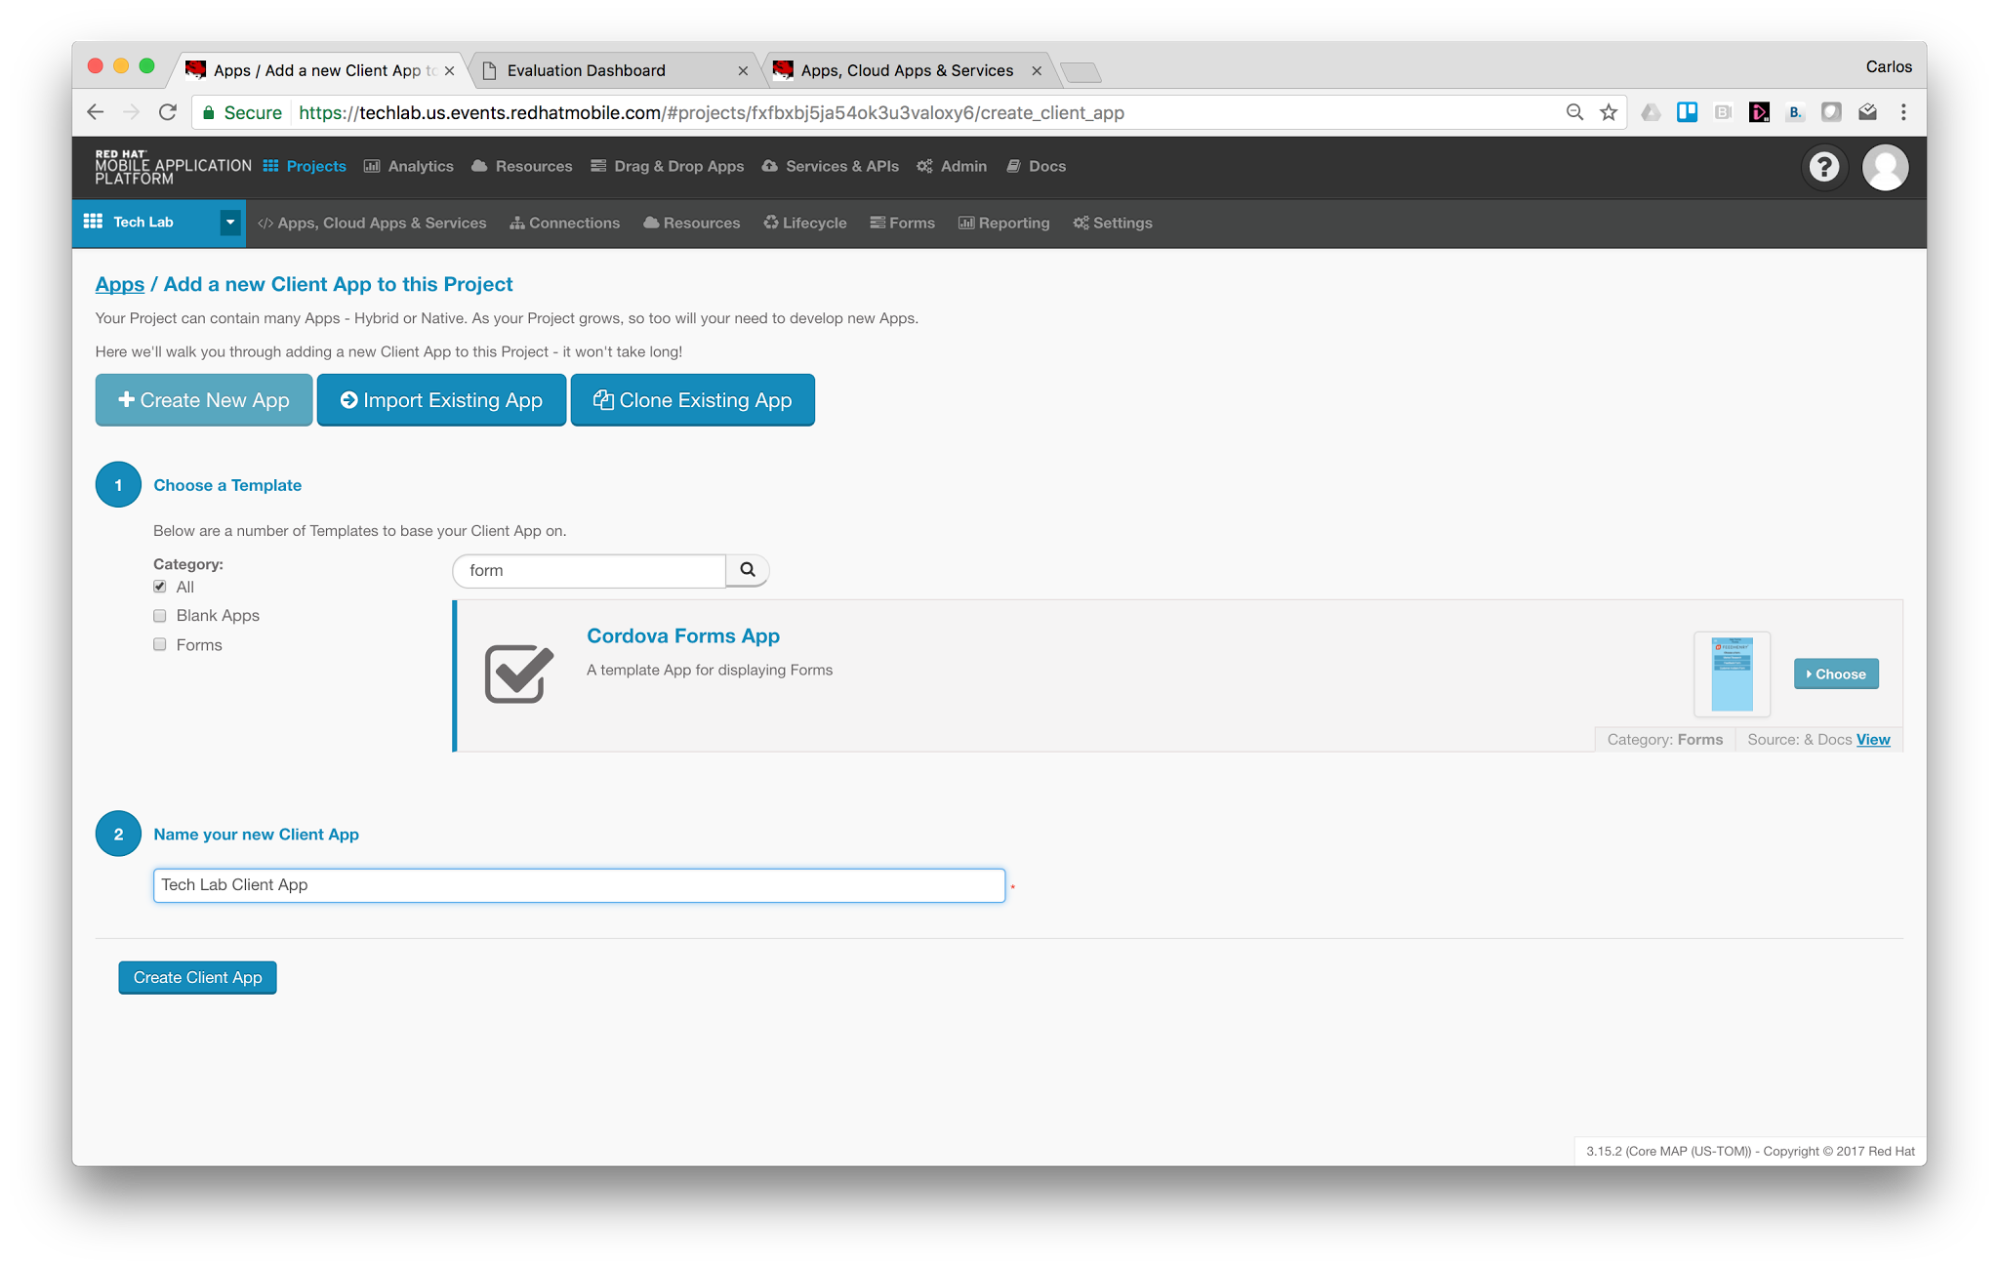 Apps / Add a new Client App to
Evaluation Dashboard
Apps, Cloud Apps & Services
Carlos
Secure
https://techlab.us.events.redhatmobile.com/#projects/fxfbxbj5ja54ok3u3valoxy6/create_client_app
RED HAT
MOBILE APPLICATION
PLATFORM
Projects
Analytics
Resources
Drag & Drop Apps
Services & APIs
Admin
Docs
Tech Lab
Apps, Cloud Apps & Services
Connections
Resources
Lifecycle
Forms
Reporting
Settings
Apps / Add a new Client App to this Project
Your Project can contain many Apps - Hybrid or Native. As your Project grows, so too will your need to develop new Apps.
Here we'll walk you through adding a new Client App to this Project - it won't take long!
Create New App
Import Existing App
Clone Existing App
1
Choose a Template
Below are a number of Templates to base your Client App on.
Category:
All
Blank Apps
Forms
form
Cordova Forms App
A template App for displaying Forms
Choose
Category: Forms
Source: & Docs View
2
Name your new Client App
Tech Lab Client App
*
Create Client App
3.15.2 (Core MAP (US-TOM)) - Copyright © 2017 Red Hat